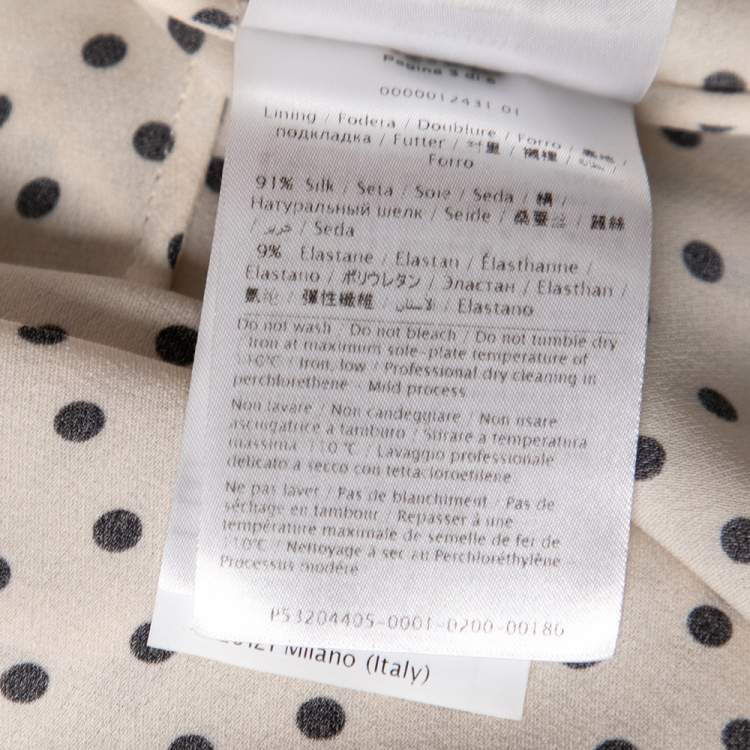 Pagina 3 di 6
0000012431 01
Lining / Fodera / Doublure / Forro / 裏地 /
подкладка / Futter / 衬里 / 襯裡 / بطانة /
Forro
91% Silk / Seta / Soie / Seda / 絹 /
Натуральный шелк / Seide / 桑蚕丝 / 蠶絲
/ حرير / Seda
9% Elastane / Elastan / Élasthanne /
Elastano / ポリウレタン / Эластан / Elasthan /
氨纶 / 彈性纖維 / الاستان / Elastano
Do not wash / Do not bleach / Do not tumble dry
/ Iron at maximum sole-plate temperature of
110°C / Iron, low / Professional dry cleaning in
perchlorethene - Mild process
Non lavare / Non candeggiare / Non usare
asciugatrice a tamburo / Stirare a temperatura
massima 110°C / Lavaggio professionale
delicato a secco con tetracloroetilene
Ne pas laver / Pas de blanchiment / Pas de
séchage en tambour / Repasser à une
température maximale de semelle de fer de
110°C / Nettoyage à sec au Perchloréthylène -
Processus modéré
P53204405-0001-0200-00186
20121 Milano (Italy)